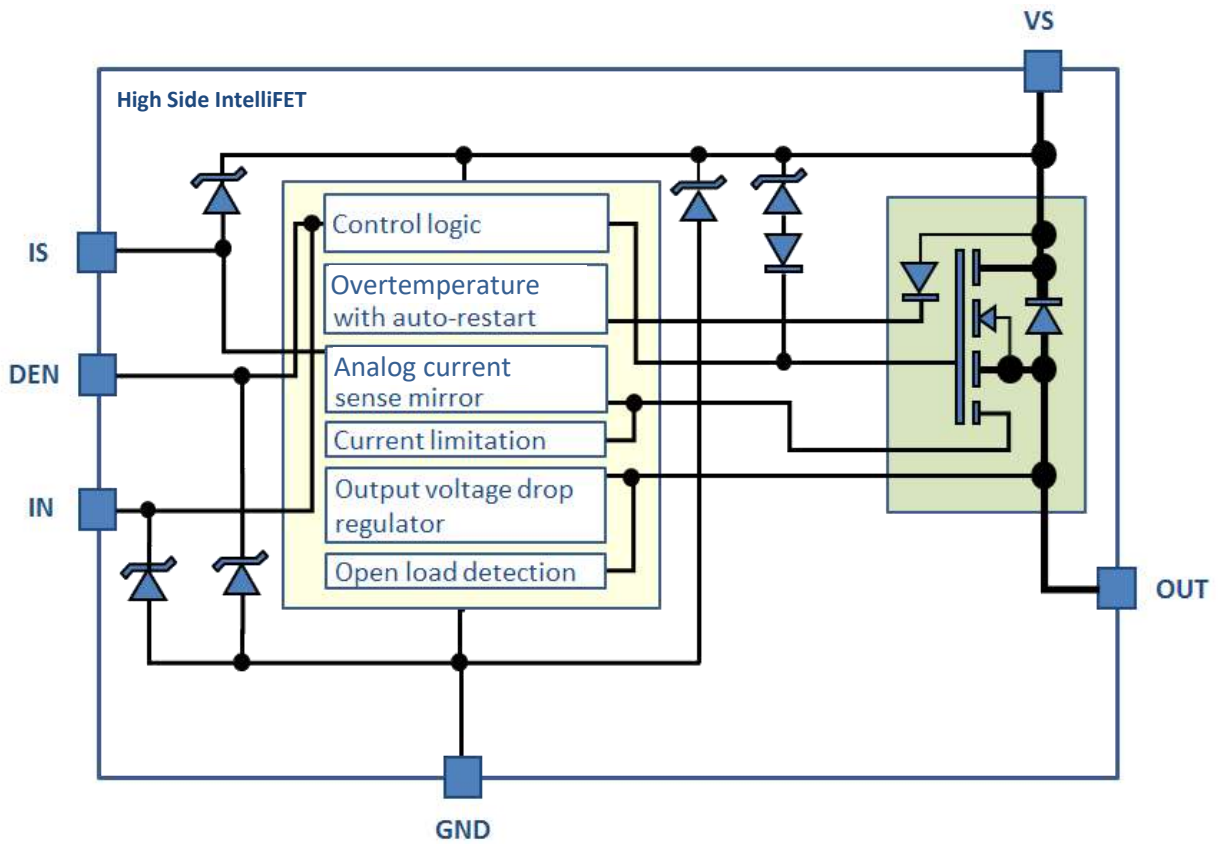 VS
High Side IntelliFET
IS
DEN
IN
Control logic
Overtemperature
with auto-restart
Analog current
sense mirror
Current limitation
Output voltage drop
regulator
Open load detection
OUT
GND